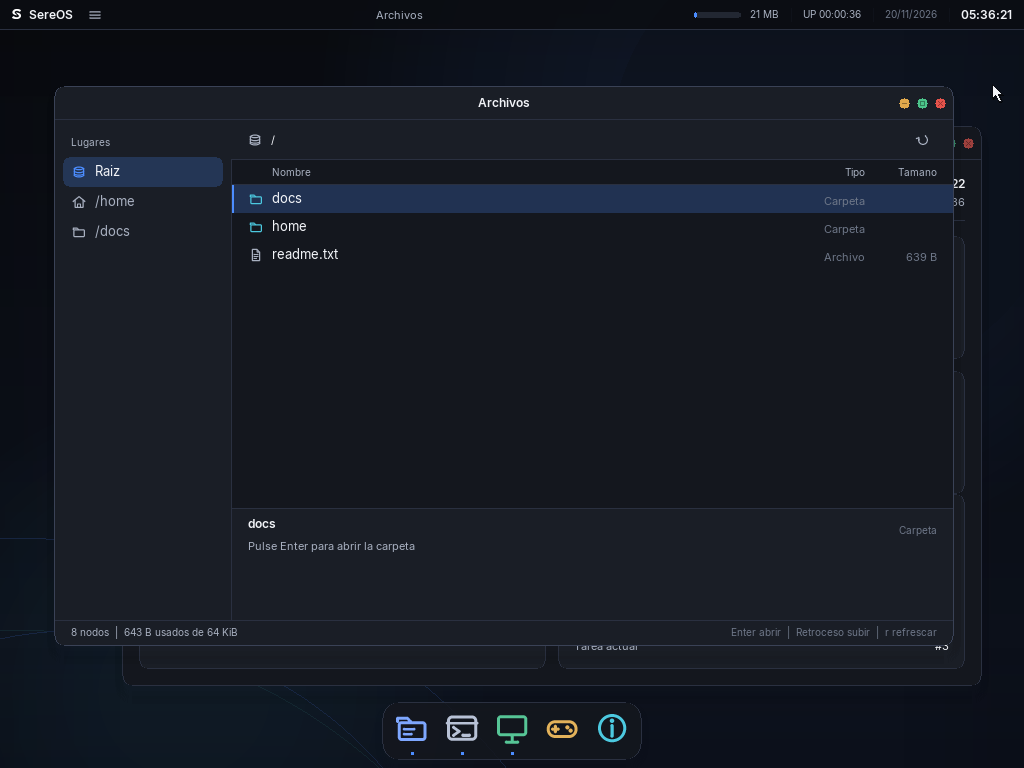 SereOS Archivos 21 MB UP 00:00:36 20/11/2026 05:36:21
Archivos
Lugares
Raiz
/home
/docs
/
Nombre Tipo Tamano
docs Carpeta
home Carpeta
readme.txt Archivo 639 B
22
36
docs Carpeta
Pulse Enter para abrir la carpeta
8 nodos | 643 B usados de 64 KiB Enter abrir | Retroceso subir | r refrescar
Tarea actual #3